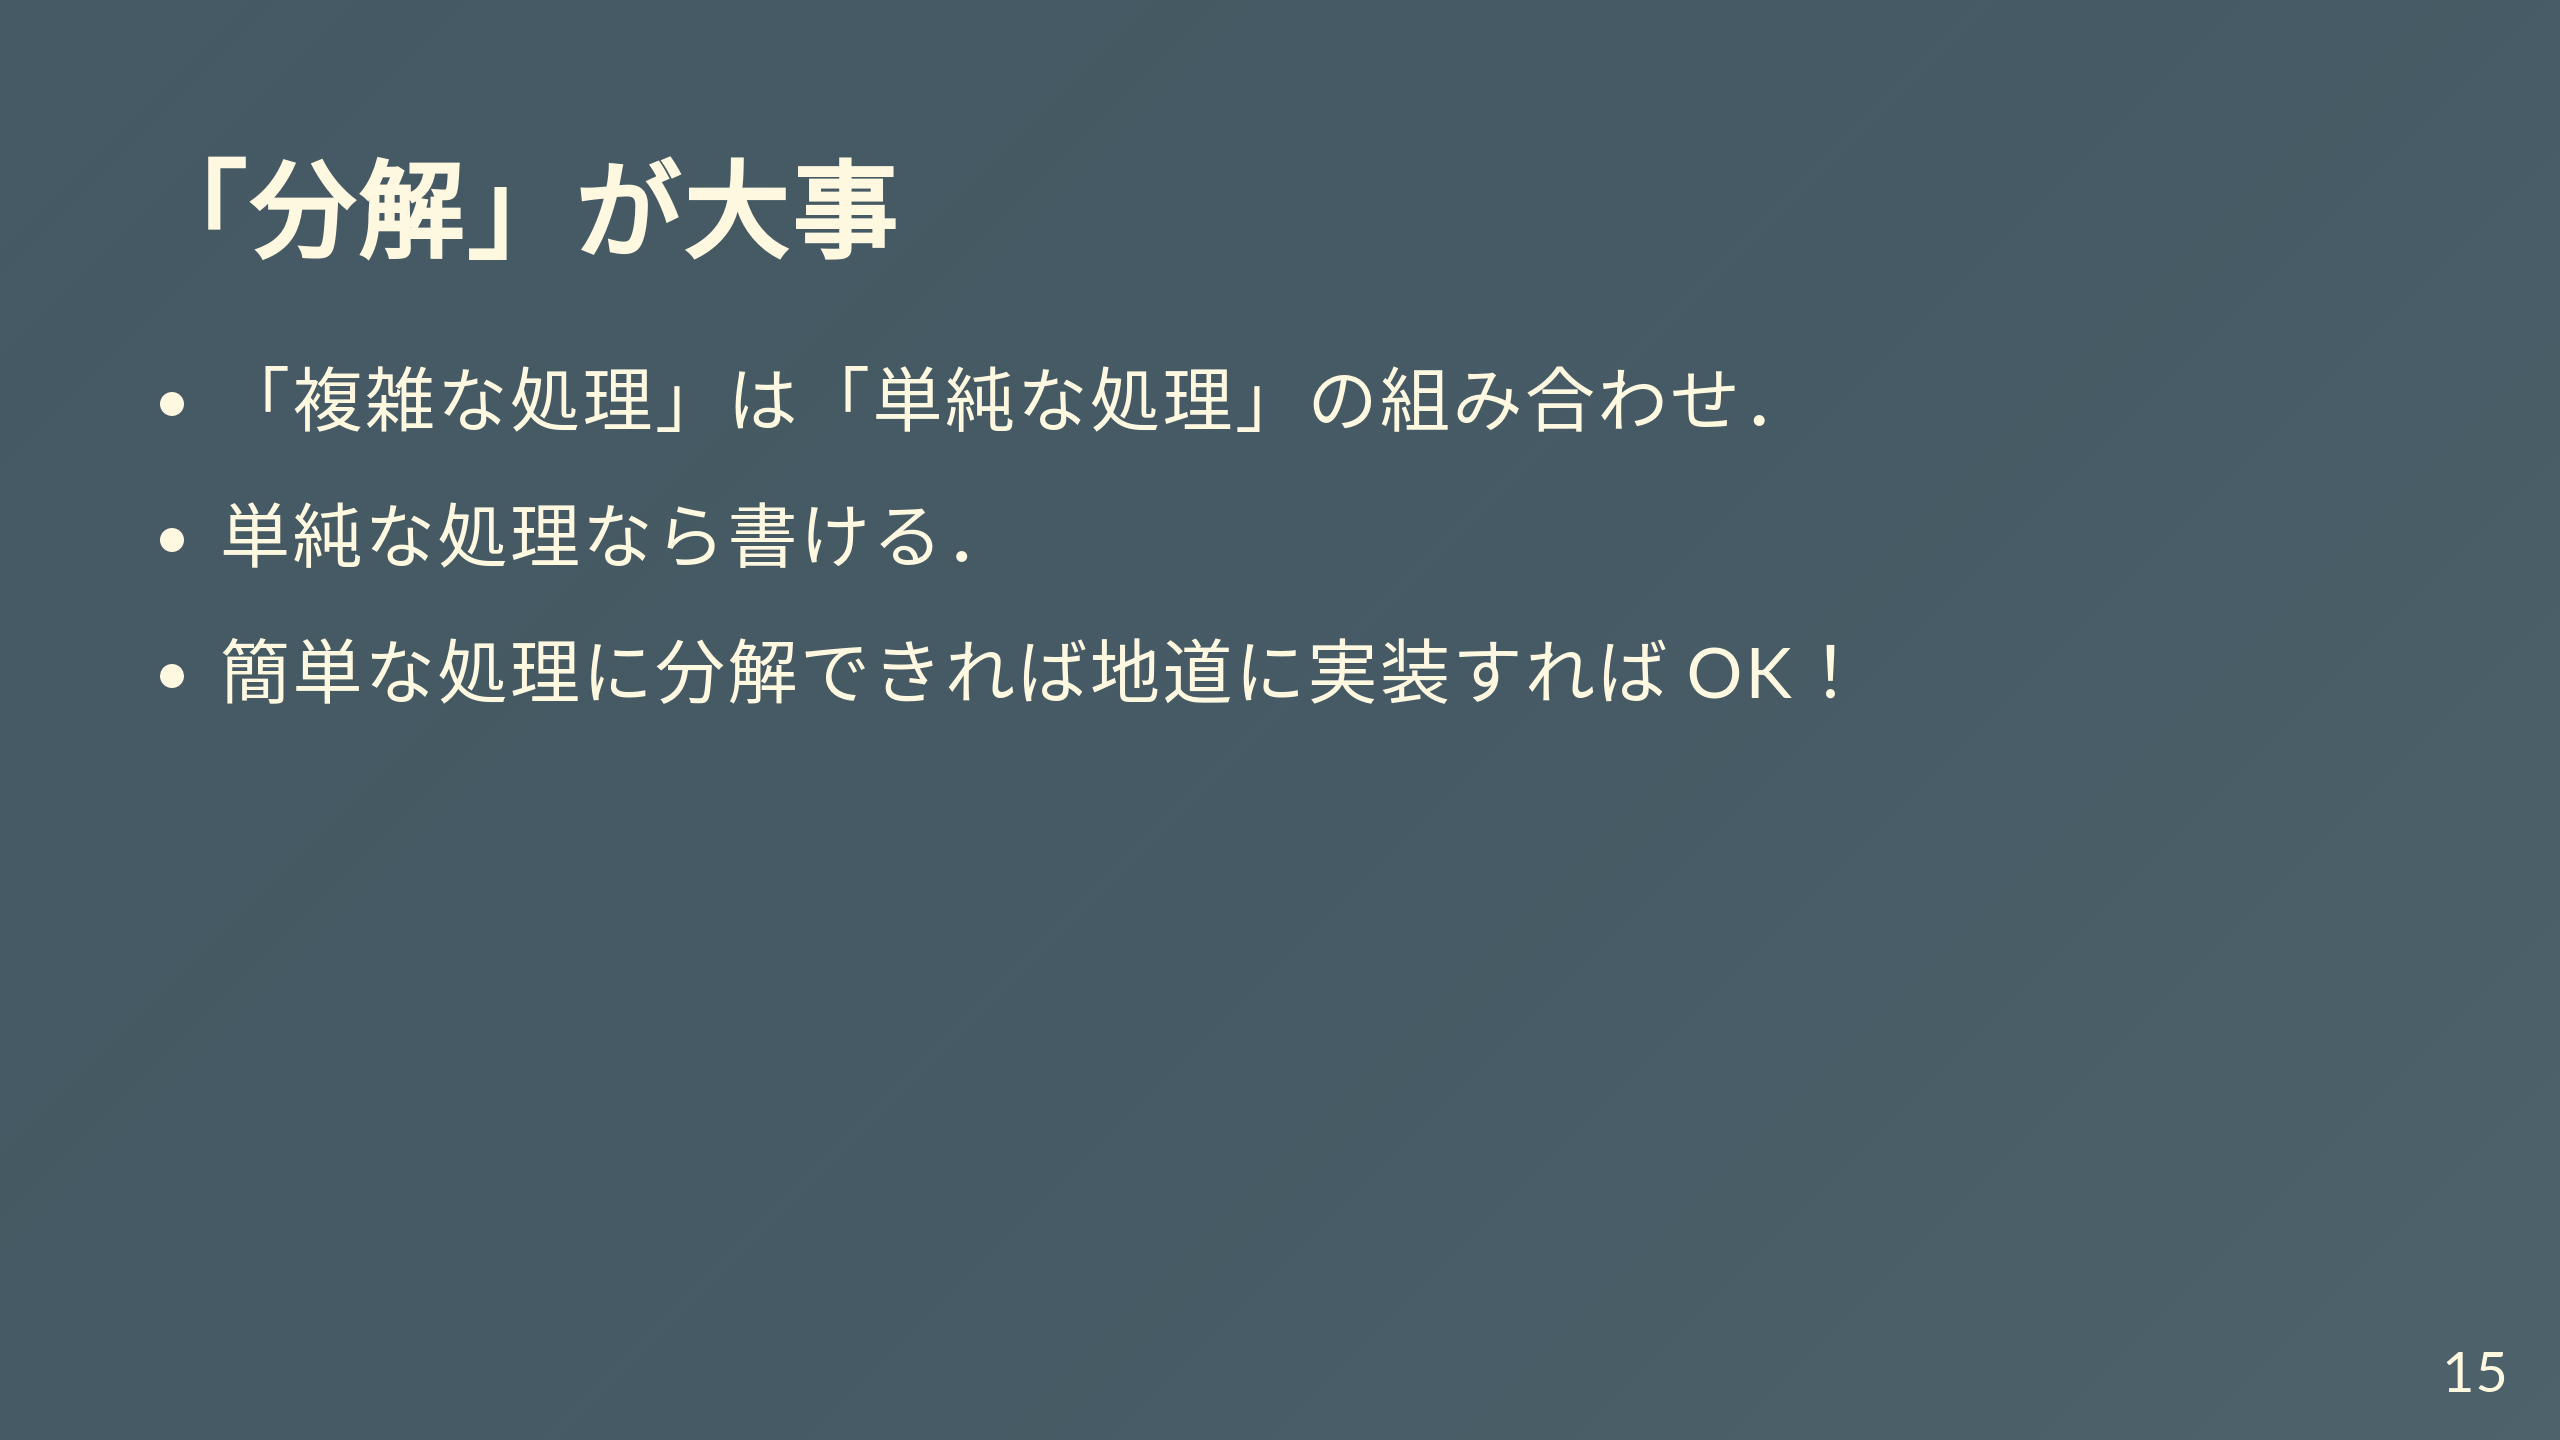 「分解」が大事
• 「複雑な処理」は「単純な処理」の組み合わせ．
• 単純な処理なら書ける．
• 簡単な処理に分解できれば地道に実装すれば OK！
15